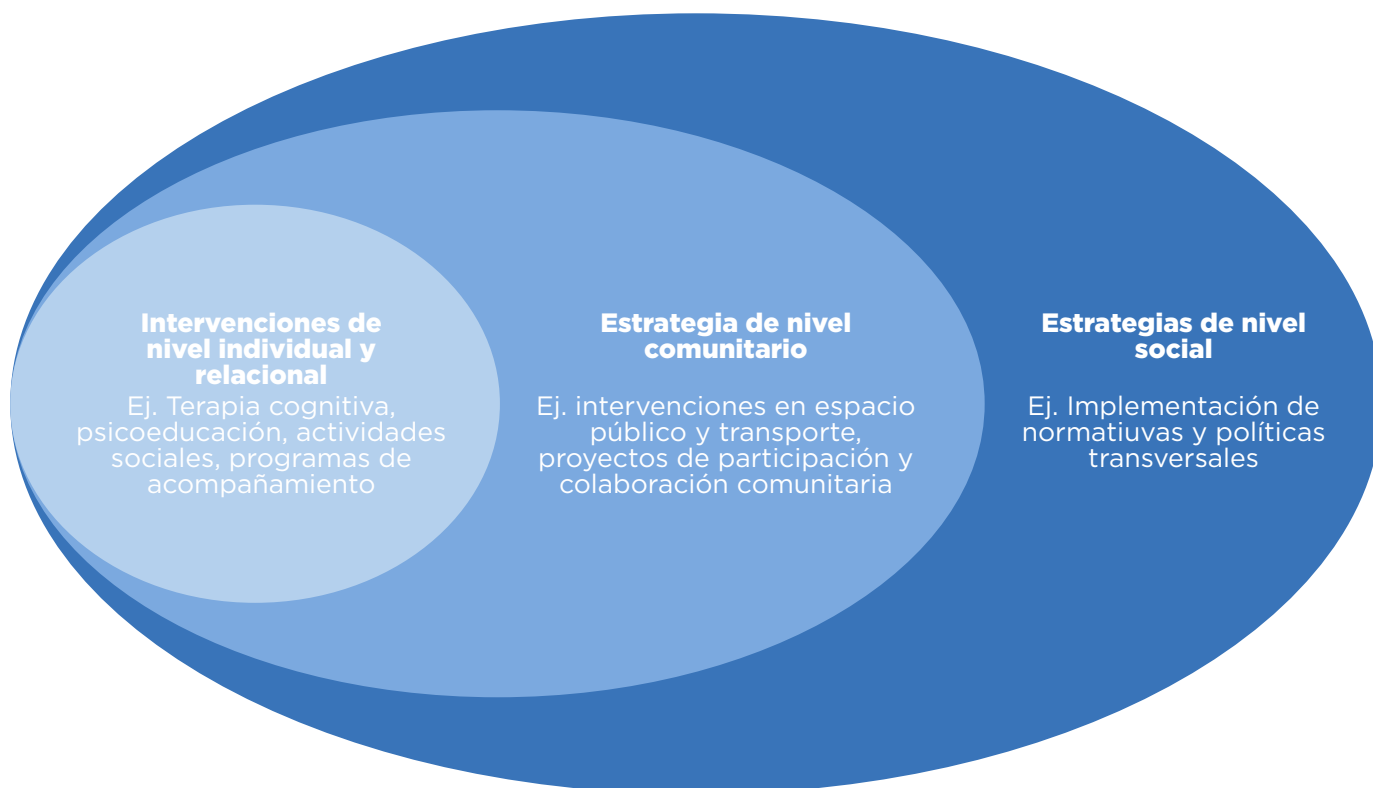 Intervenciones de
nivel individual y
relacional
Ej. Terapia cognitiva,
psicoeducación, actividades
sociales, programas de
acompañamiento
Estrategia de nivel
comunitario
Ej. intervenciones en espacio
público y transporte,
proyectos de participación y
colaboración comunitaria
Estrategias de nivel
social
Ej. Implementación de
normatiuvas y políticas
transversales